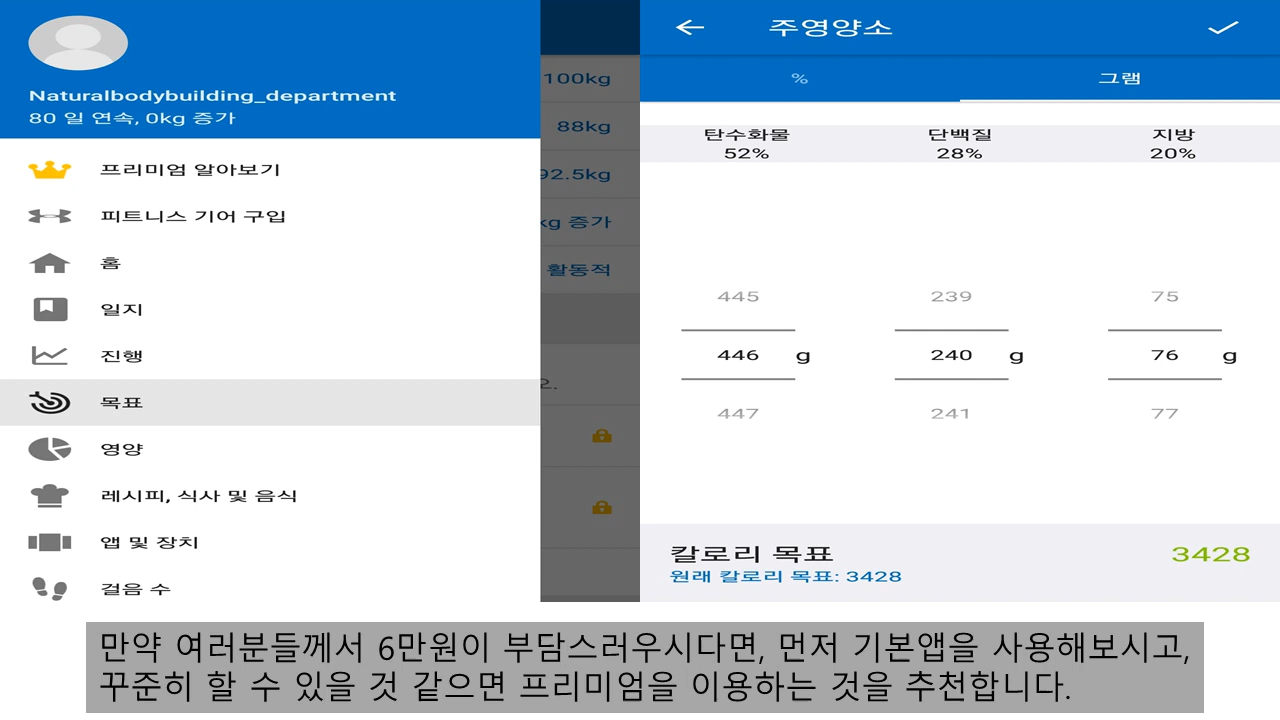 Naturalbodybuilding_department
80 일 연속, 0kg 증가
프리미엄 알아보기
피트니스 기어 구입
홈
일지
진행
목표
영양
레시피, 식사 및 음식
앱 및 장치
걸음 수
100kg
88kg
92.5kg
kg 증가
활동적
요.
주영양소
% 그램
탄수화물 단백질 지방
52% 28% 20%
445 239 75
446 g 240 g 76 g
447 241 77
칼로리 목표 3428
원래 칼로리 목표: 3428
만약 여러분들께서 6만원이 부담스러우시다면, 먼저 기본앱을 사용해보시고,
꾸준히 할 수 있을 것 같으면 프리미엄을 이용하는 것을 추천합니다.